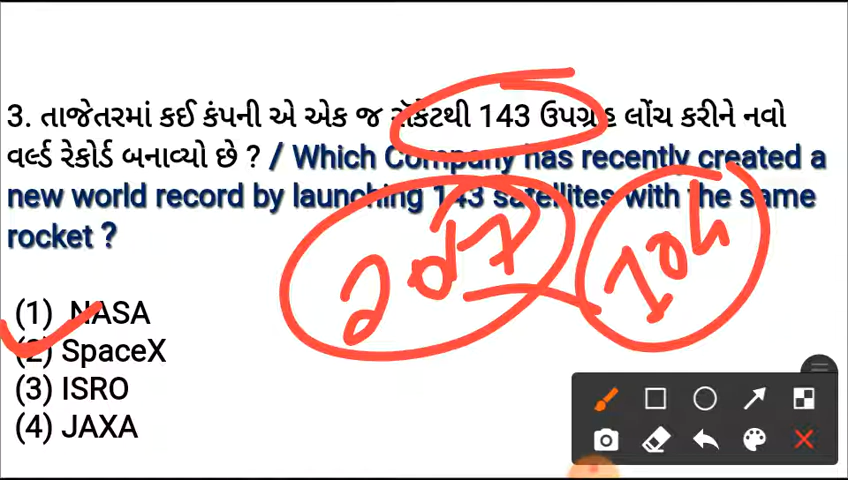 3. તાજેતરમાં કઈ કંપની એ એક જ રૉકેટથી 143 ઉપગ્રહ લોંચ કરીને નવો
વર્લ્ડ રેકોર્ડ બનાવ્યો છે ? / Which Company has recently created a
new world record by launching 143 satellites with the same
rocket ?
2017
104
(1) NASA
(2) SpaceX
(3) ISRO
(4) JAXA